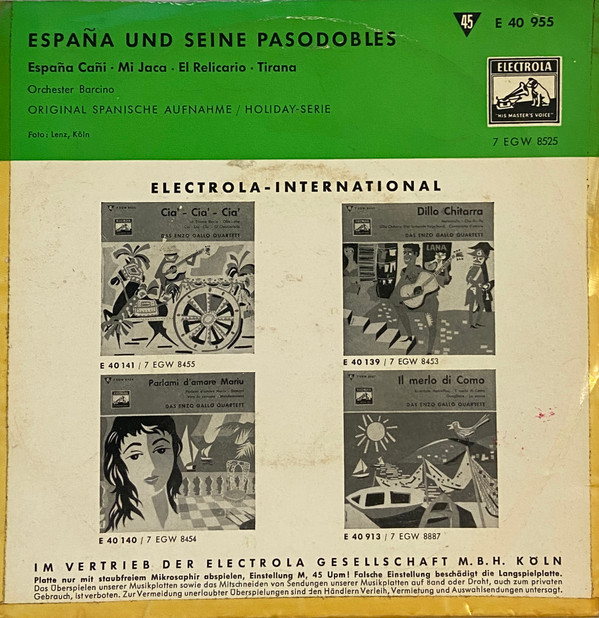 ESPAÑA UND SEINE PASODOBLES
45 E 40 955
España Cañi · Mi Jaca · El Relicario · Tirana
Orchester Barcino
ORIGINAL SPANISCHE AUFNAHME / HOLIDAY-SERIE
Foto: Lenz, Köln
ELECTROLA
"HIS MASTER'S VOICE"
7 EGW 8525
ELECTROLA-INTERNATIONAL
Cia' - Cia' - Cia'
DAS ENZO GALLO QUARTETT
E 40 141 / 7 EGW 8455
Dillo Chitarra
DAS ENZO GALLO QUARTETT
LANA
E 40 139 / 7 EGW 8453
Parlami d'amore Mariu
DAS ENZO GALLO QUARTETT
E 40 140 / 7 EGW 8454
Il merlo di Como
DAS ENZO GALLO QUARTETT
E 40 913 / 7 EGW 8887
IM VERTRIEB DER ELECTROLA GESELLSCHAFT M.B.H. KÖLN
Platte nur mit staubfreiem Mikrosaphir abspielen, Einstellung M, 45 Upm! Falsche Einstellung beschädigt die Langspielplatte.
Das Überspielen unserer Musikplatten sowie das Mitschneiden von Sendungen unserer Musikplatten auf Band oder Draht, auch zum privaten
Gebrauch, ist verboten. Zur Vermeidung unerlaubter Überspielungen sind den Händlern Verleih, Vermietung und Auswahlsendungen untersagt.